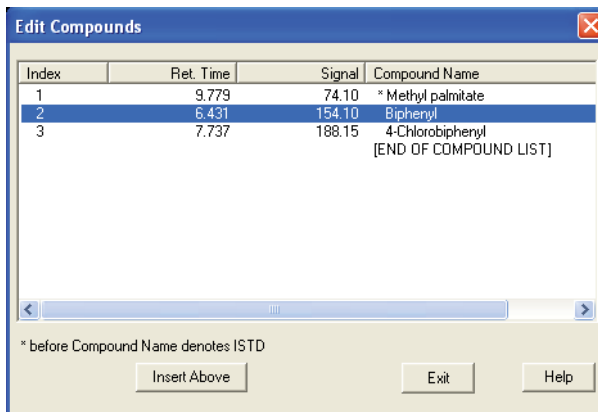 Edit Compounds
Index Ret. Time Signal Compound Name
1 9.779 74.10 * Methyl palmitate
2 6.431 154.10 Biphenyl
3 7.737 188.15 4-Chlorobiphenyl
[END OF COMPOUND LIST]
* before Compound Name denotes ISTD
Insert Above Exit Help